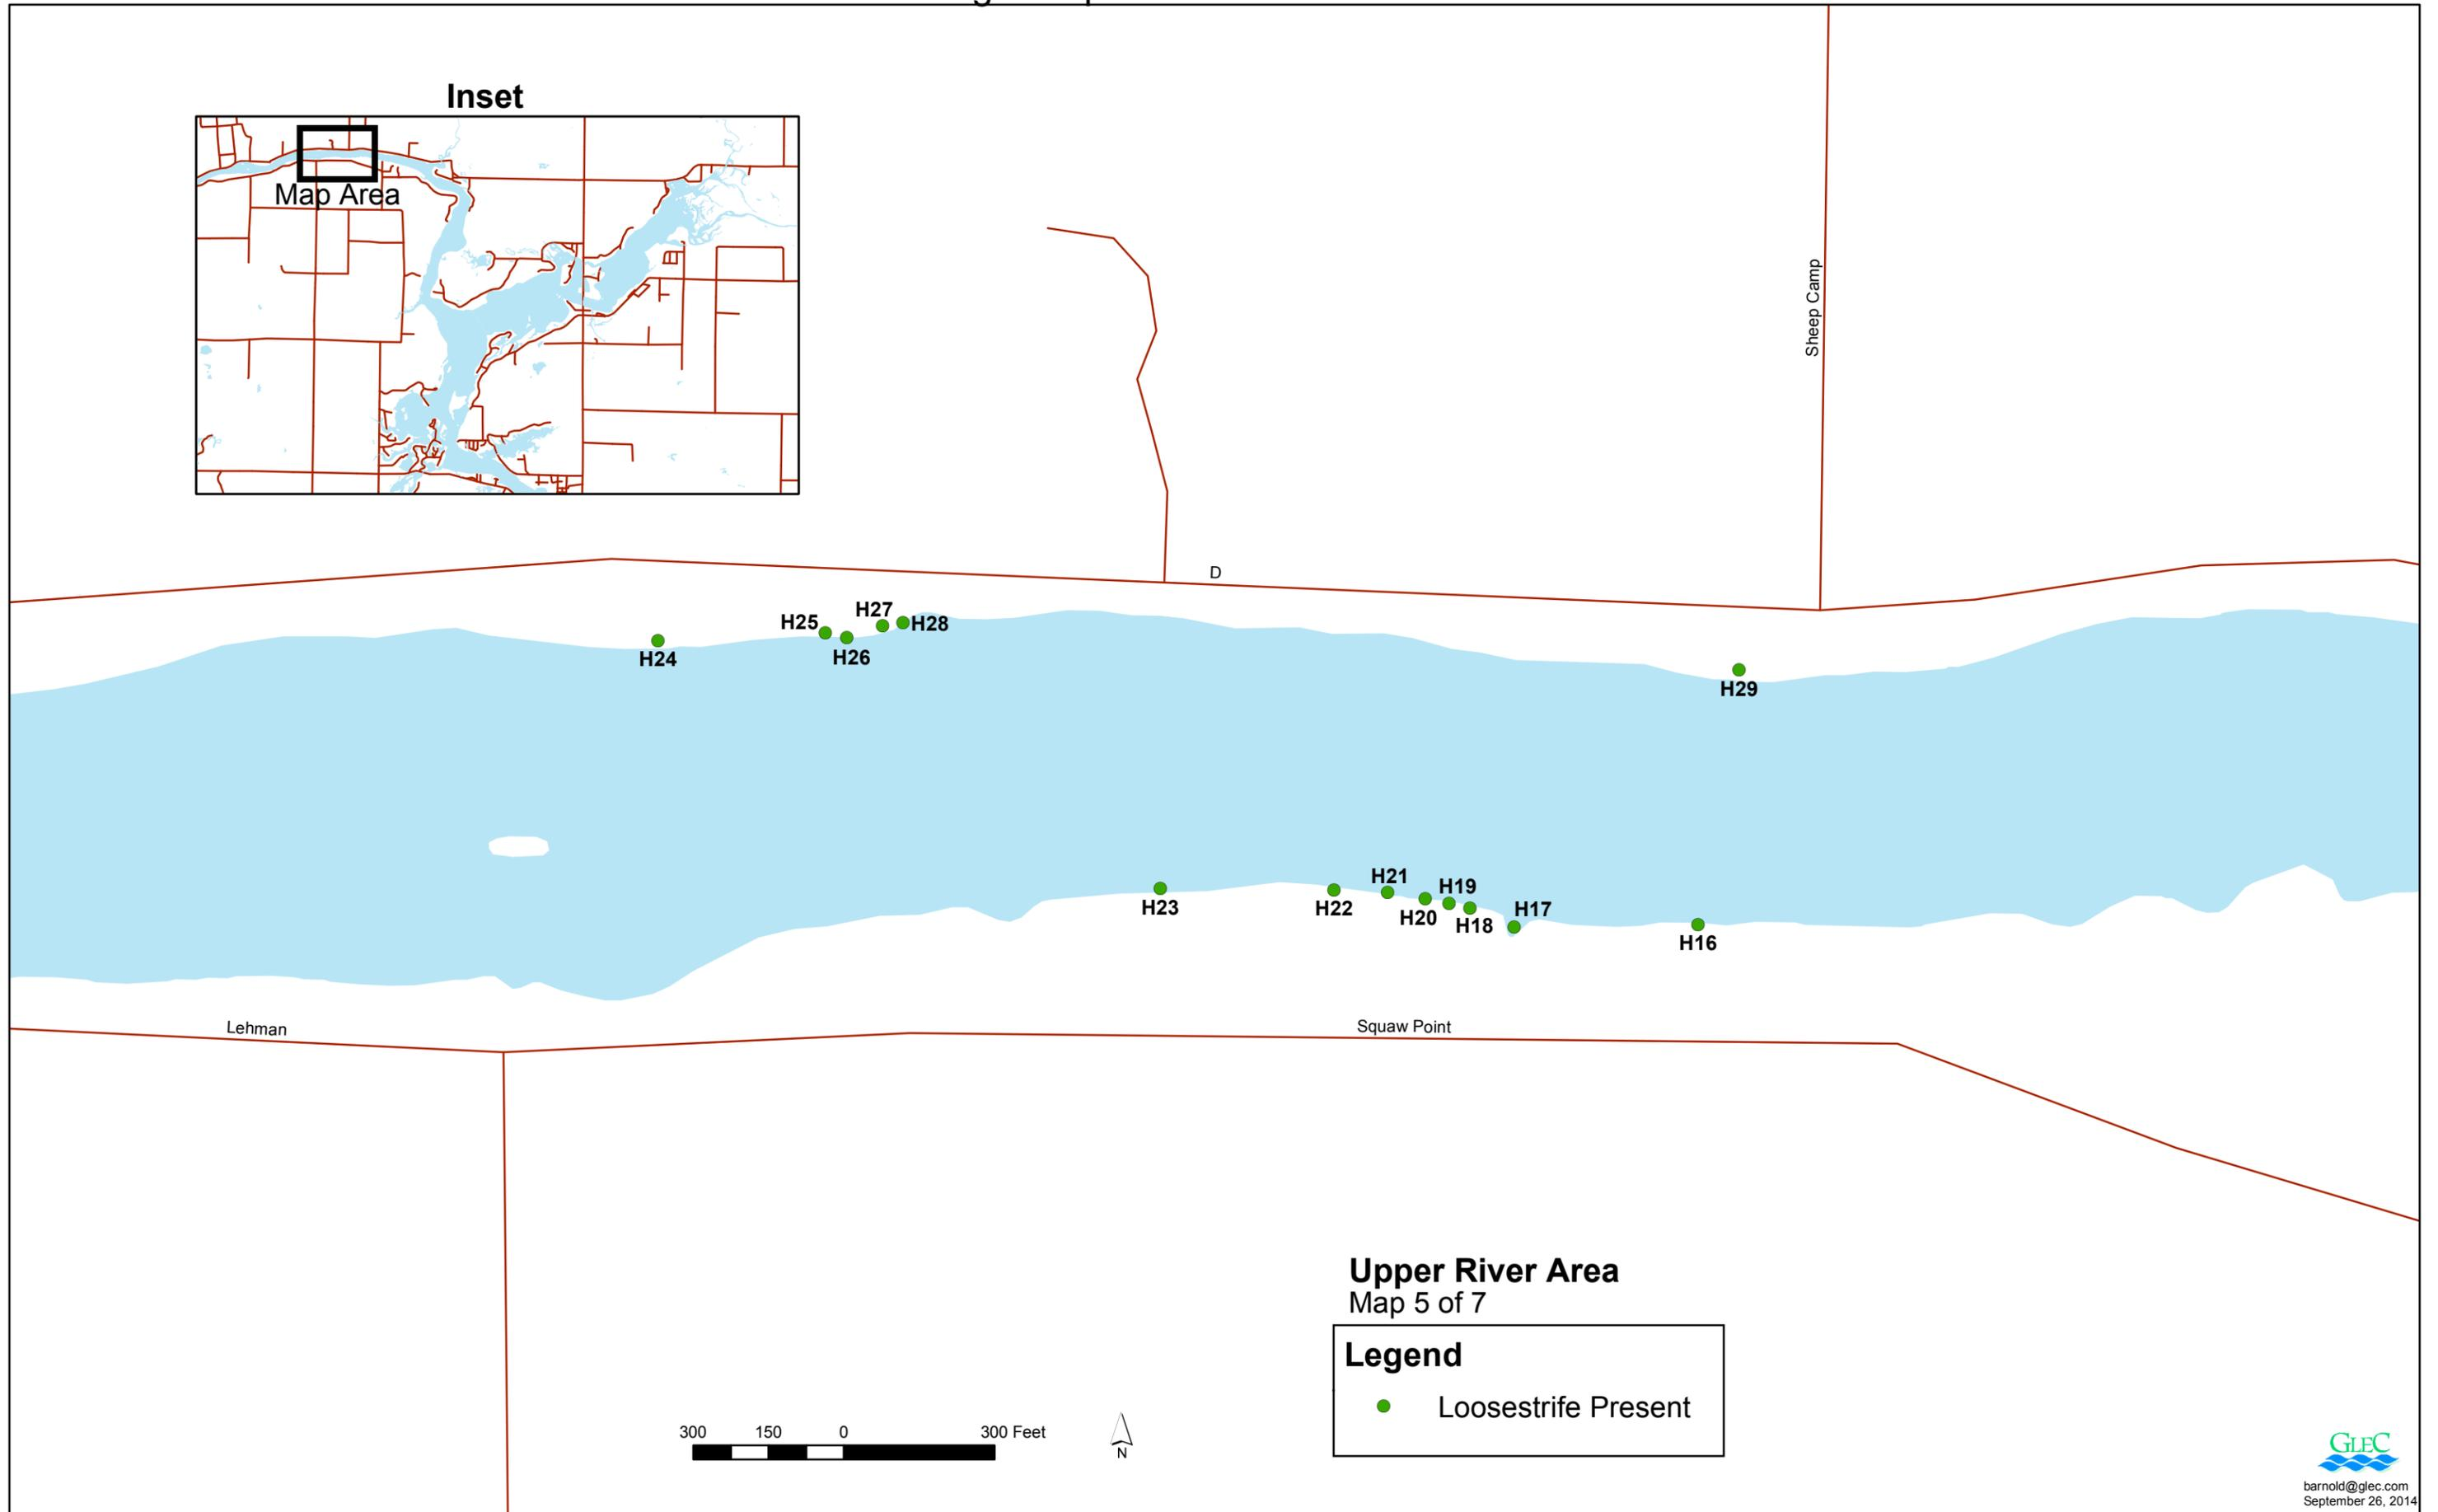 Inset
Map Area
Sheep Camp
D
H27
H25
H28
H26
H24
H29
H21
H19
H23
H22
H20
H18
H17
H16
Lehman
Squaw Point
Upper River Area
Map 5 of 7
Legend
Loosestrife Present
300 150 0 300 Feet
N
GLEC
barnold@glec.com
September 26, 2014